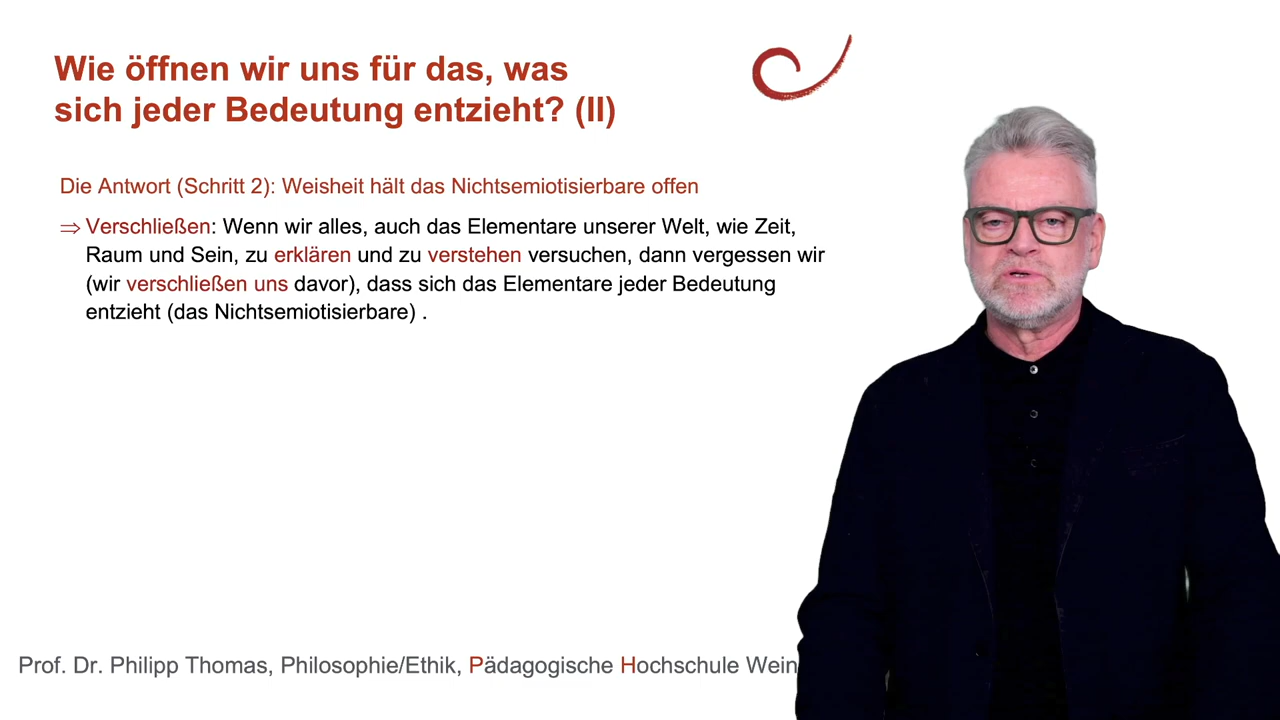 Wie öffnen wir uns für das, was
sich jeder Bedeutung entzieht? (II)
Die Antwort (Schritt 2): Weisheit hält das Nichtsemiotisierbare offen
⇒ Verschließen: Wenn wir alles, auch das Elementare unserer Welt, wie Zeit,
Raum und Sein, zu erklären und zu verstehen versuchen, dann vergessen wir
(wir verschließen uns davor), dass sich das Elementare jeder Bedeutung
entzieht (das Nichtsemiotisierbare) .
Prof. Dr. Philipp Thomas, Philosophie/Ethik, Pädagogische Hochschule Wein